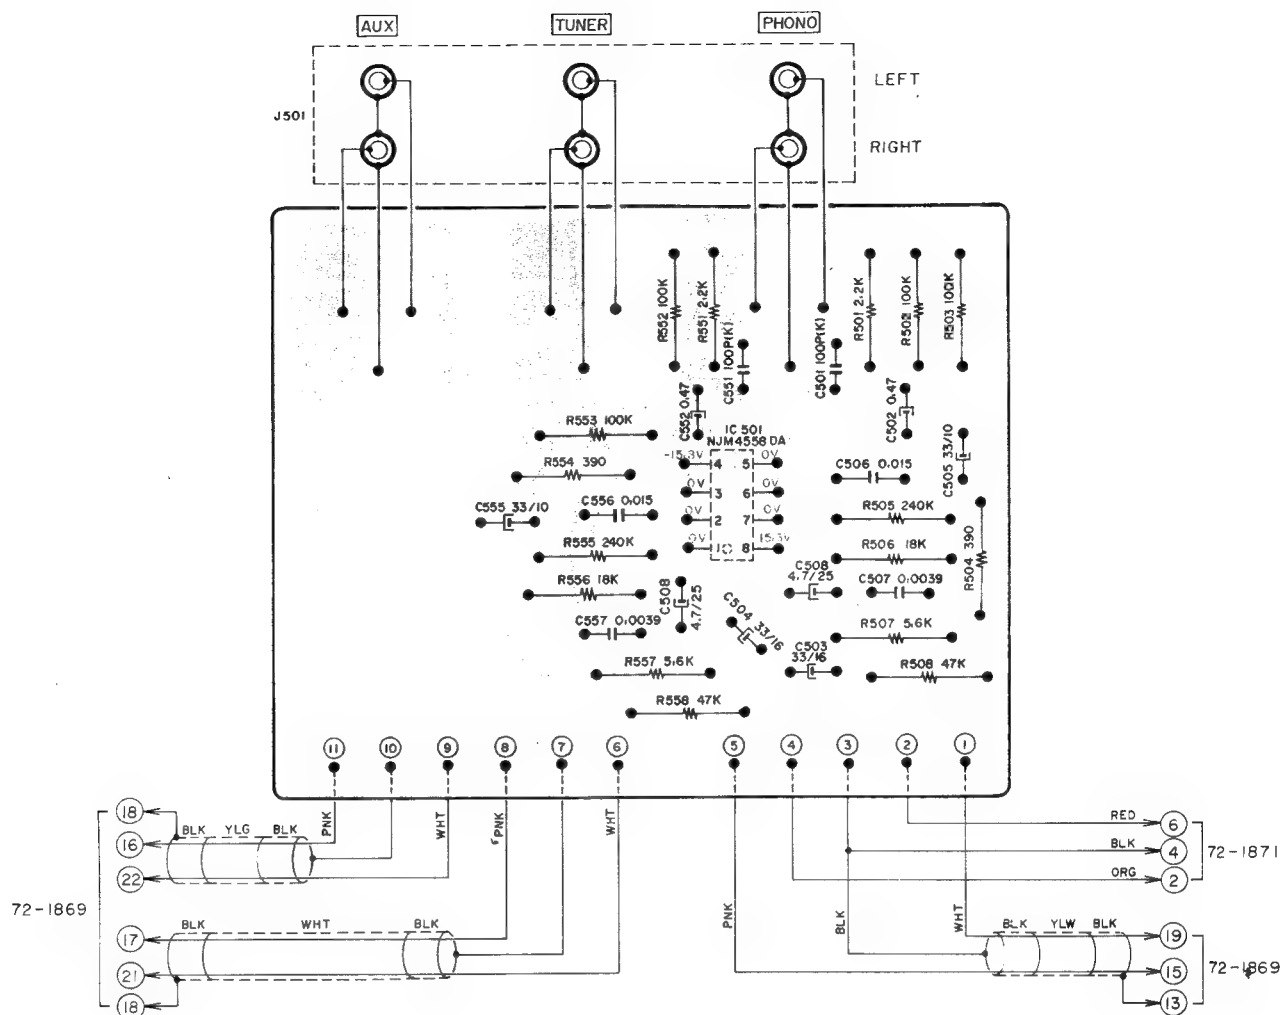 AUX
TUNER
PHONO
LEFT
J501
RIGHT
R552 100K
R551 2.2K
C551 100P(K)
C501 100P(K)
R501 2.2K
R502 100K
R503 100K
C552 0.47
C502 0.47
C505 33/10
R553 100K
IC 501
NJM4558DA
R554 390
-15.3V 4 5 0V
C506 0.015
C555 33/10
C556 0.015
0V 3 6 0V
R505 240K
0V 2 7 0V
R555 240K
0V 1 8 15.3V
R506 18K
R504 390
R556 18K
C508
4.7/25
C508
4.7/25
C507 0.0039
C504 33/16
C557 0.0039
R507 5.6K
C503
33/16
R557 5.6K
R508 47K
R558 47K
11 10 9 8 7 6 5 4 3 2 1
PNK
WHT
PNK
WHT
PNK
BLK
WHT
18
BLK YLG BLK
16
22
72-1869
BLK WHT BLK
17
21
18
RED 6
BLK 4
ORG 2
72-1871
BLK YLW BLK
19
15
13
72-1869